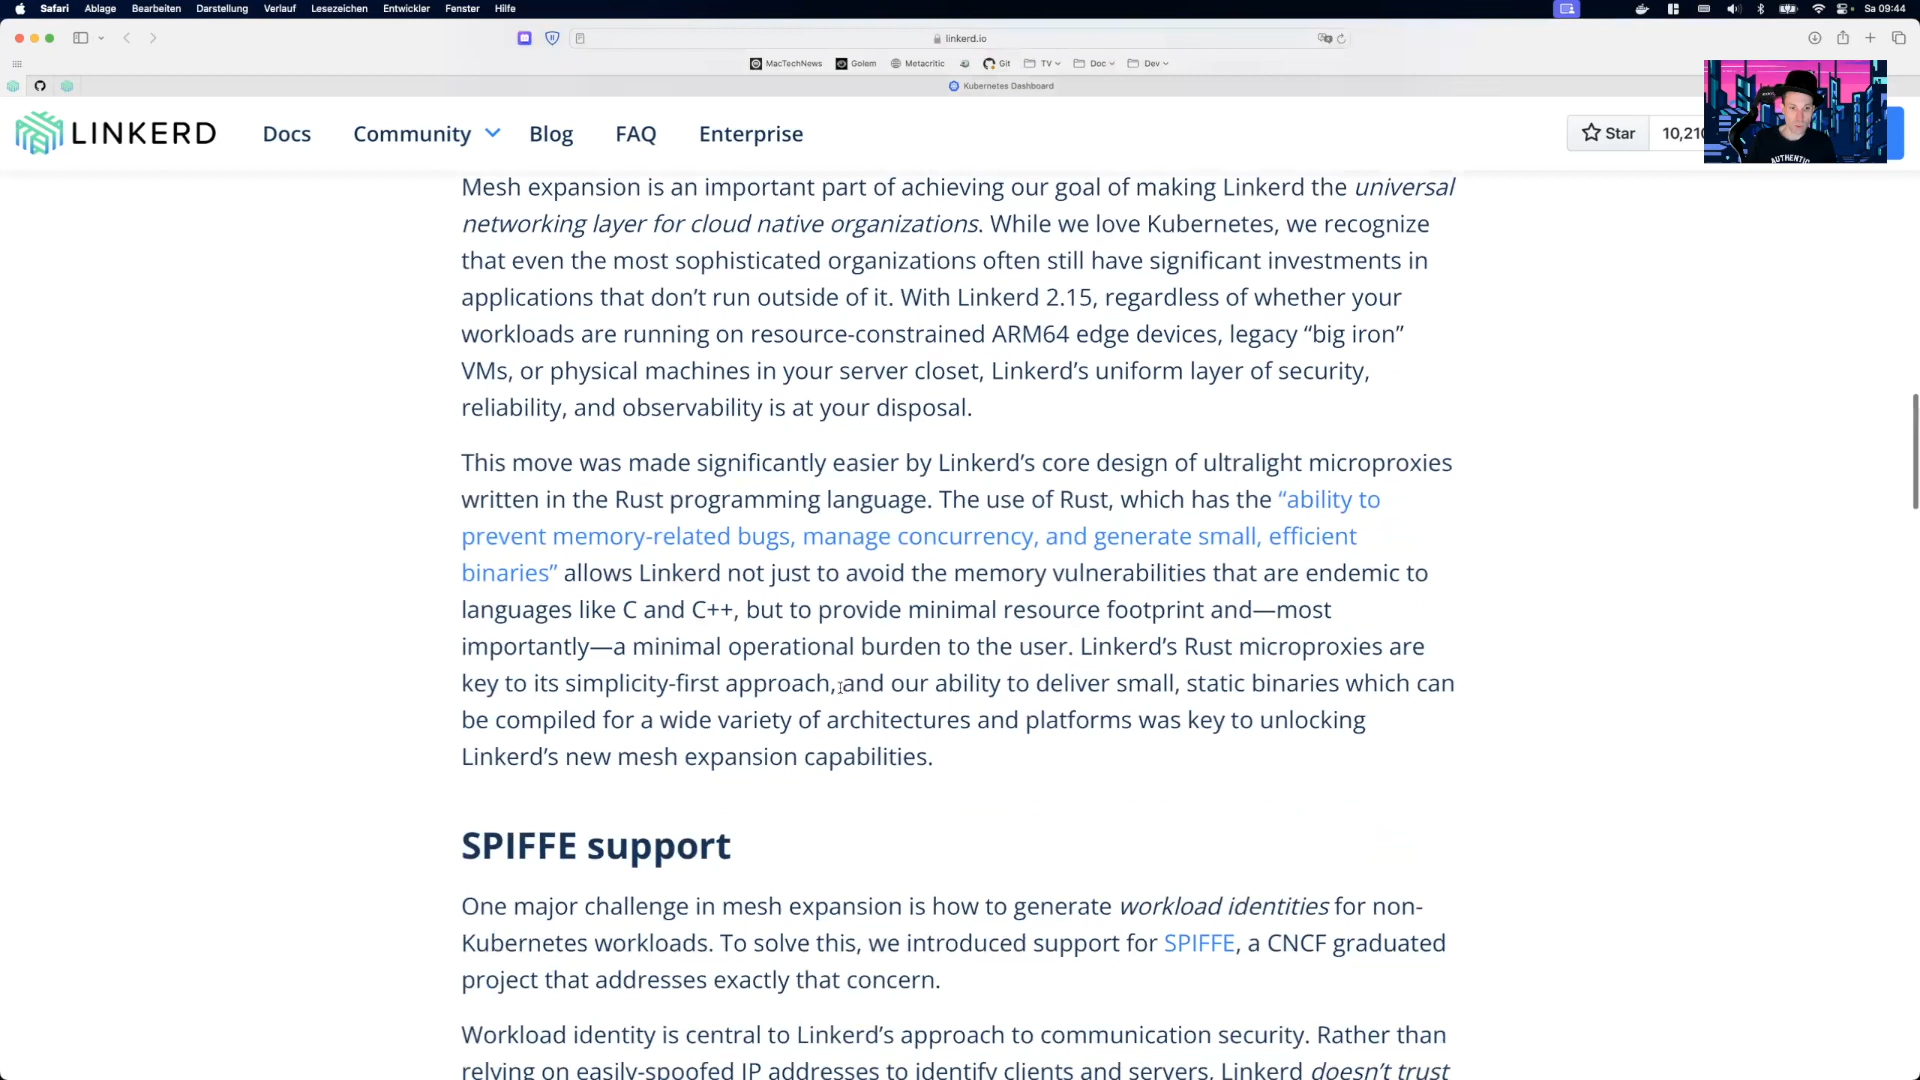 Safari Ablage Bearbeiten Darstellung Verlauf Lesezeichen Entwickler Fenster Hilfe
Sa 09:44
linkerd.io
MacTechNews Golem Metacritic Git TV Doc Dev
Kubernetes Dashboard
LINKERD Docs Community Blog FAQ Enterprise
Star 10,210
AUTHENTIC
Mesh expansion is an important part of achieving our goal of making Linkerd the universal
networking layer for cloud native organizations. While we love Kubernetes, we recognize
that even the most sophisticated organizations often still have significant investments in
applications that don’t run outside of it. With Linkerd 2.15, regardless of whether your
workloads are running on resource-constrained ARM64 edge devices, legacy “big iron”
VMs, or physical machines in your server closet, Linkerd’s uniform layer of security,
reliability, and observability is at your disposal.
This move was made significantly easier by Linkerd’s core design of ultralight microproxies
written in the Rust programming language. The use of Rust, which has the “ability to
prevent memory-related bugs, manage concurrency, and generate small, efficient
binaries” allows Linkerd not just to avoid the memory vulnerabilities that are endemic to
languages like C and C++, but to provide minimal resource footprint and—most
importantly—a minimal operational burden to the user. Linkerd’s Rust microproxies are
key to its simplicity-first approach, and our ability to deliver small, static binaries which can
be compiled for a wide variety of architectures and platforms was key to unlocking
Linkerd’s new mesh expansion capabilities.
SPIFFE support
One major challenge in mesh expansion is how to generate workload identities for non-
Kubernetes workloads. To solve this, we introduced support for SPIFFE, a CNCF graduated
project that addresses exactly that concern.
Workload identity is central to Linkerd’s approach to communication security. Rather than
relying on easily-spoofed IP addresses to identify clients and servers, Linkerd doesn’t trust